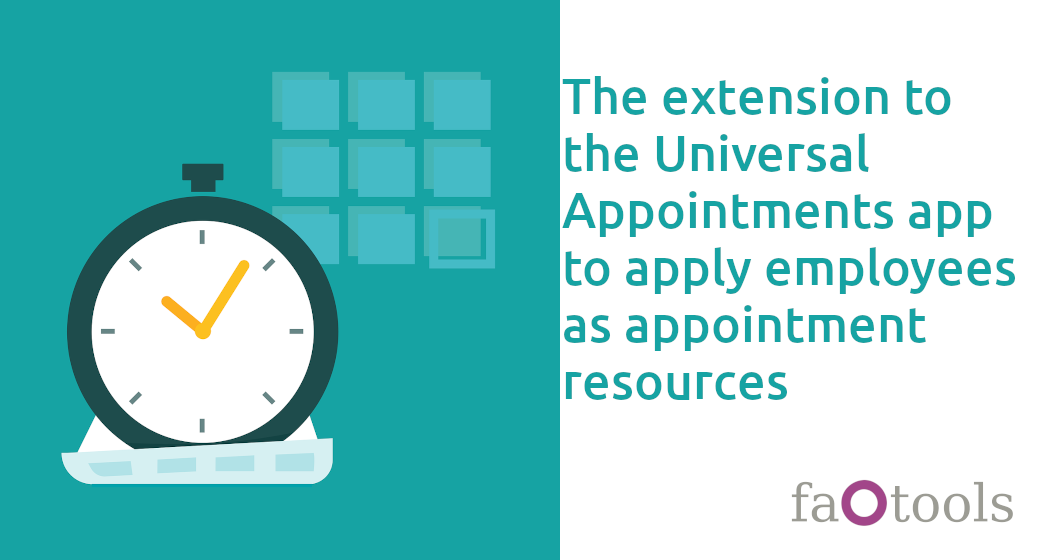 The extension to
the Universal
Appointments app
to apply employees
as appointment
resources
faOtools